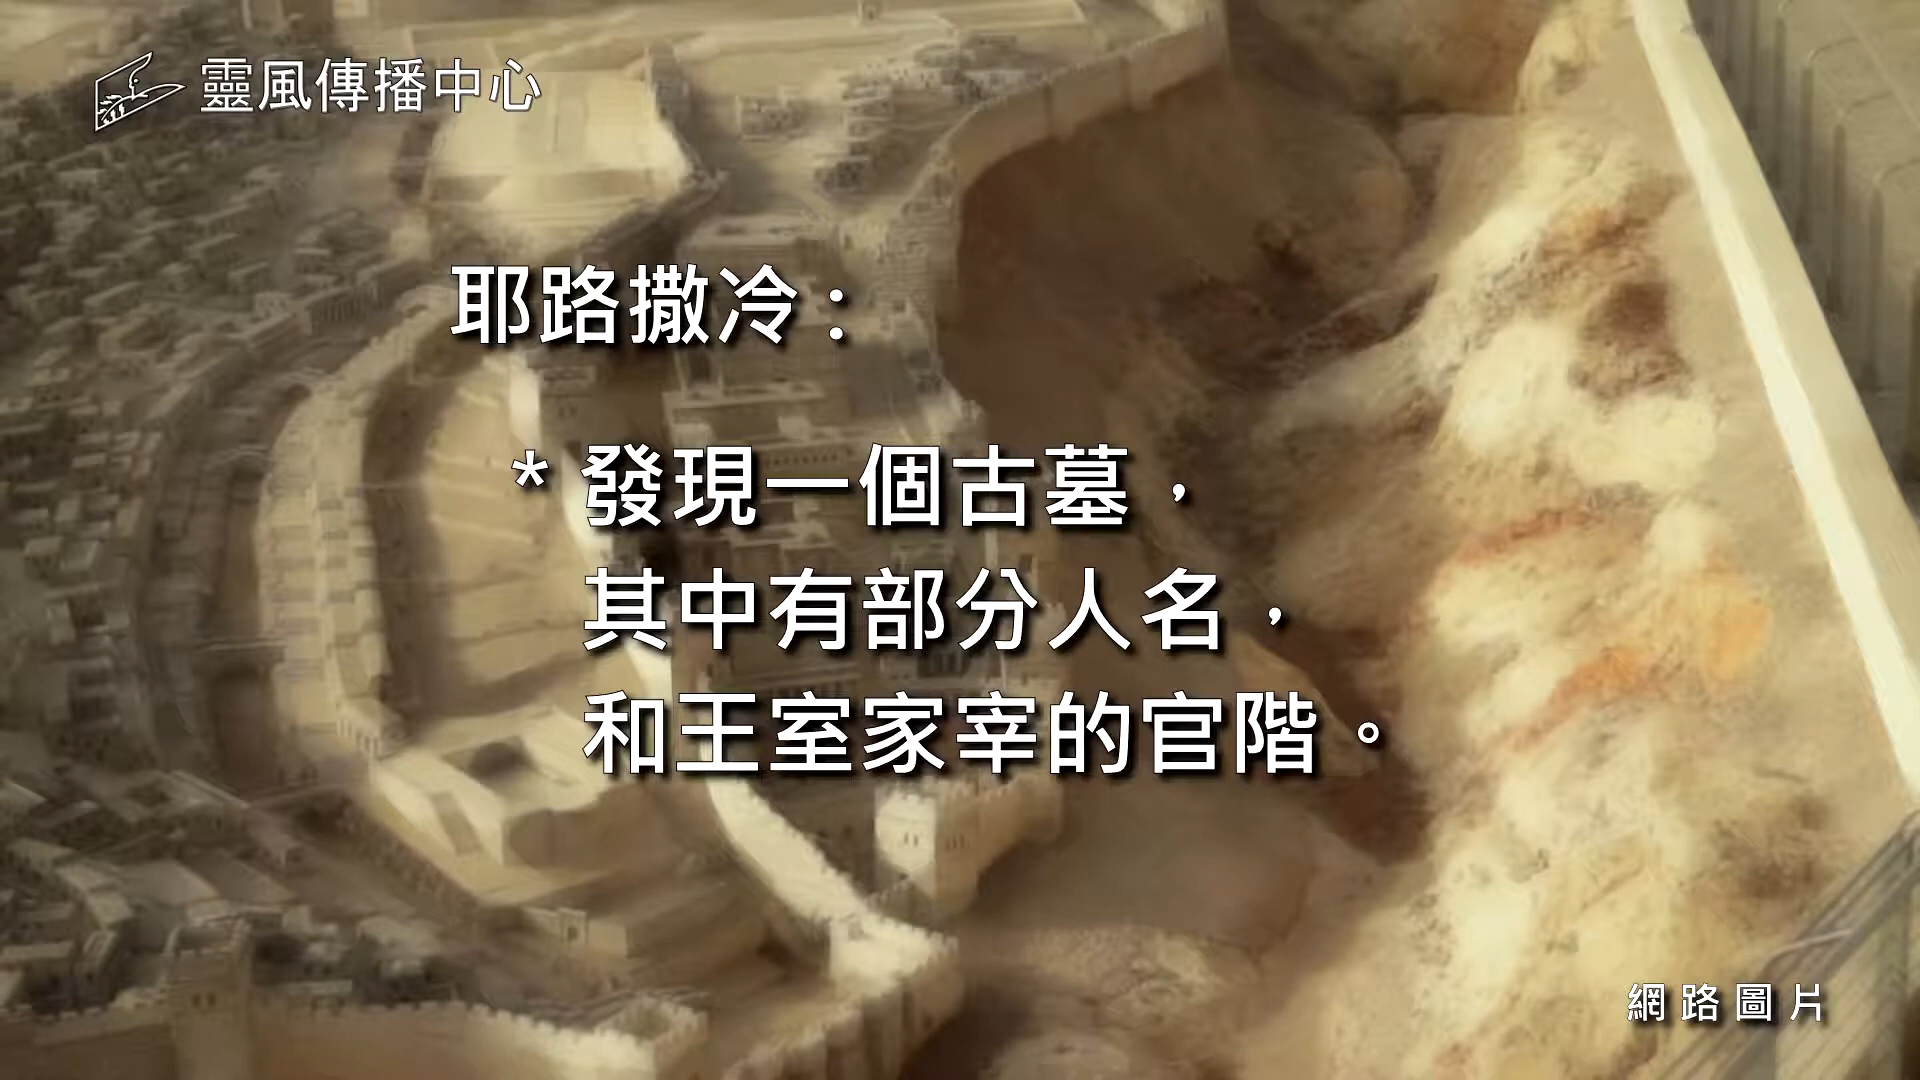 靈風傳播中心
耶路撒冷：
* 發現一個古墓，
其中有部分人名，
和王室家宰的官階。
網路圖片